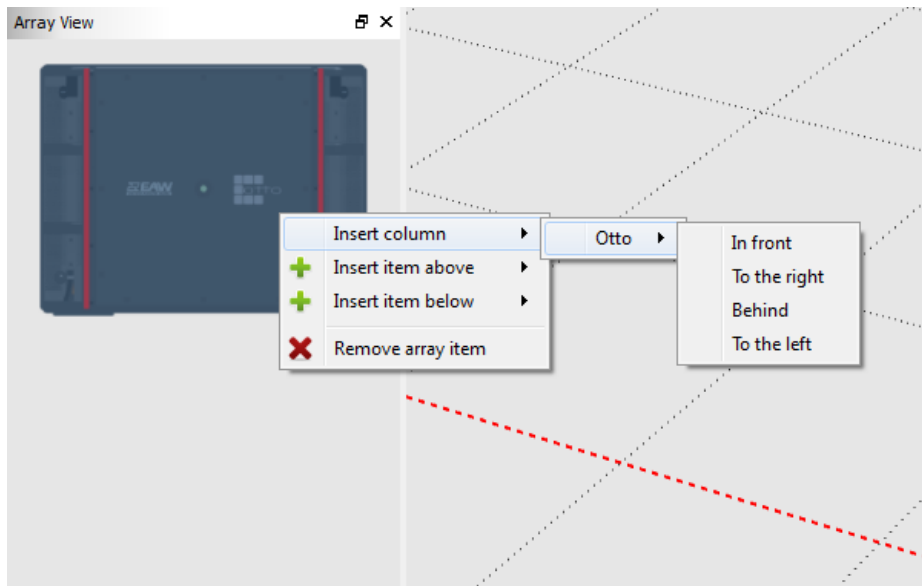 Array View
EAW
OTTO
Insert column
Otto
In front
Insert item above
To the right
Insert item below
Behind
To the left
Remove array item